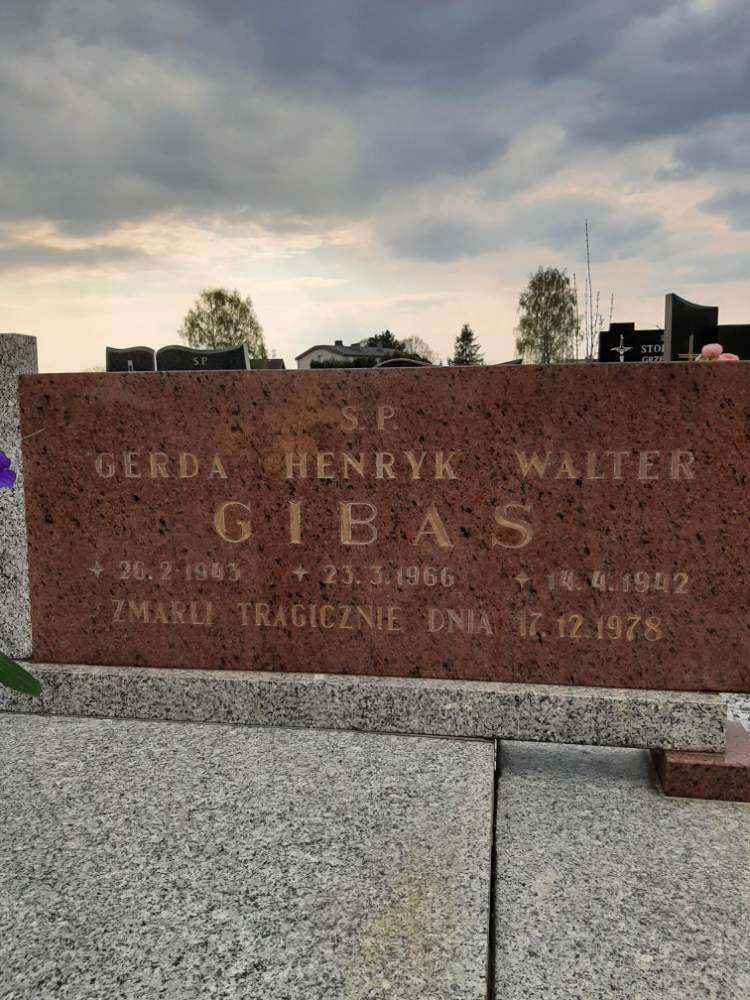 S.P.
STOL
S.P.
GERDA HENRYK WALTER
GIBAS
26.2.1943 23.3.1966 14.4.1942
ZMARLI TRAGICZNIE DNIA 17.12.1978